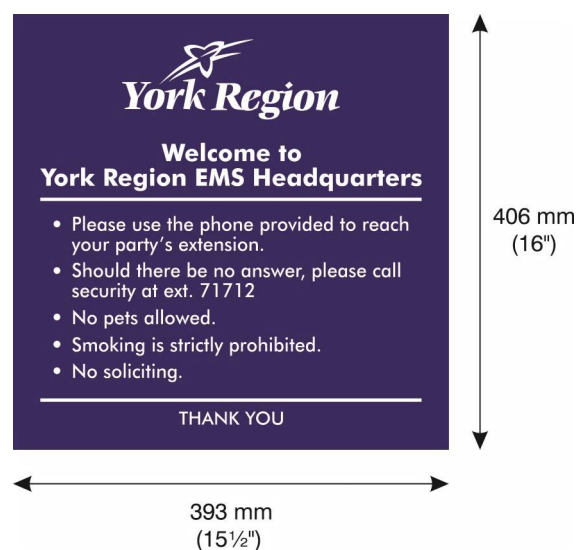 York Region
Welcome to
York Region EMS Headquarters
• Please use the phone provided to reach
your party's extension.
• Should there be no answer, please call
security at ext. 71712
• No pets allowed.
• Smoking is strictly prohibited.
• No soliciting.
THANK YOU
406 mm
(16")
393 mm
(15½")